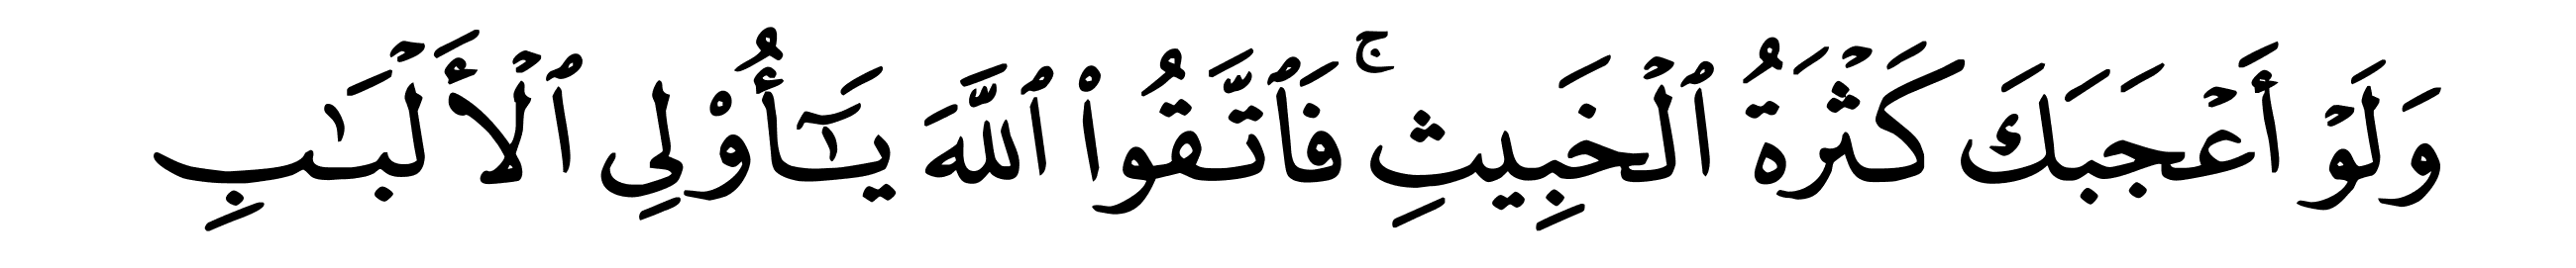 وَلَوْ أَعْجَبَكَ كَثْرَةُ ٱلْخَبِيثِ ۚ فَٱتَّقُوا۟ ٱللَّهَ يَـٰٓأُو۟لِى ٱلْأَلْبَـٰبِ